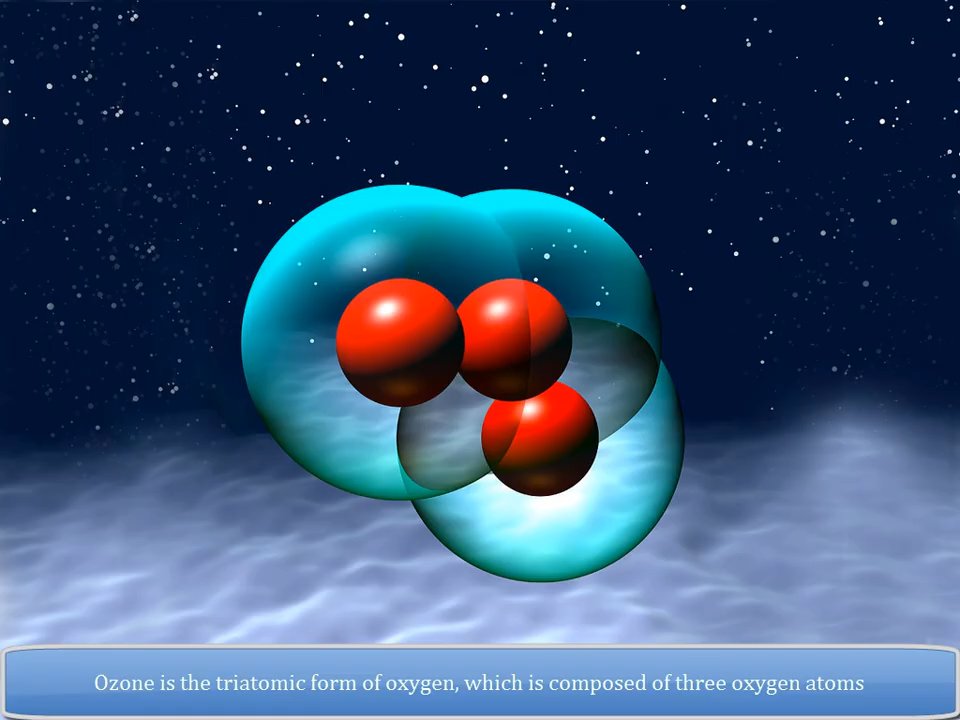 Ozone is the triatomic form of oxygen, which is composed of three oxygen atoms